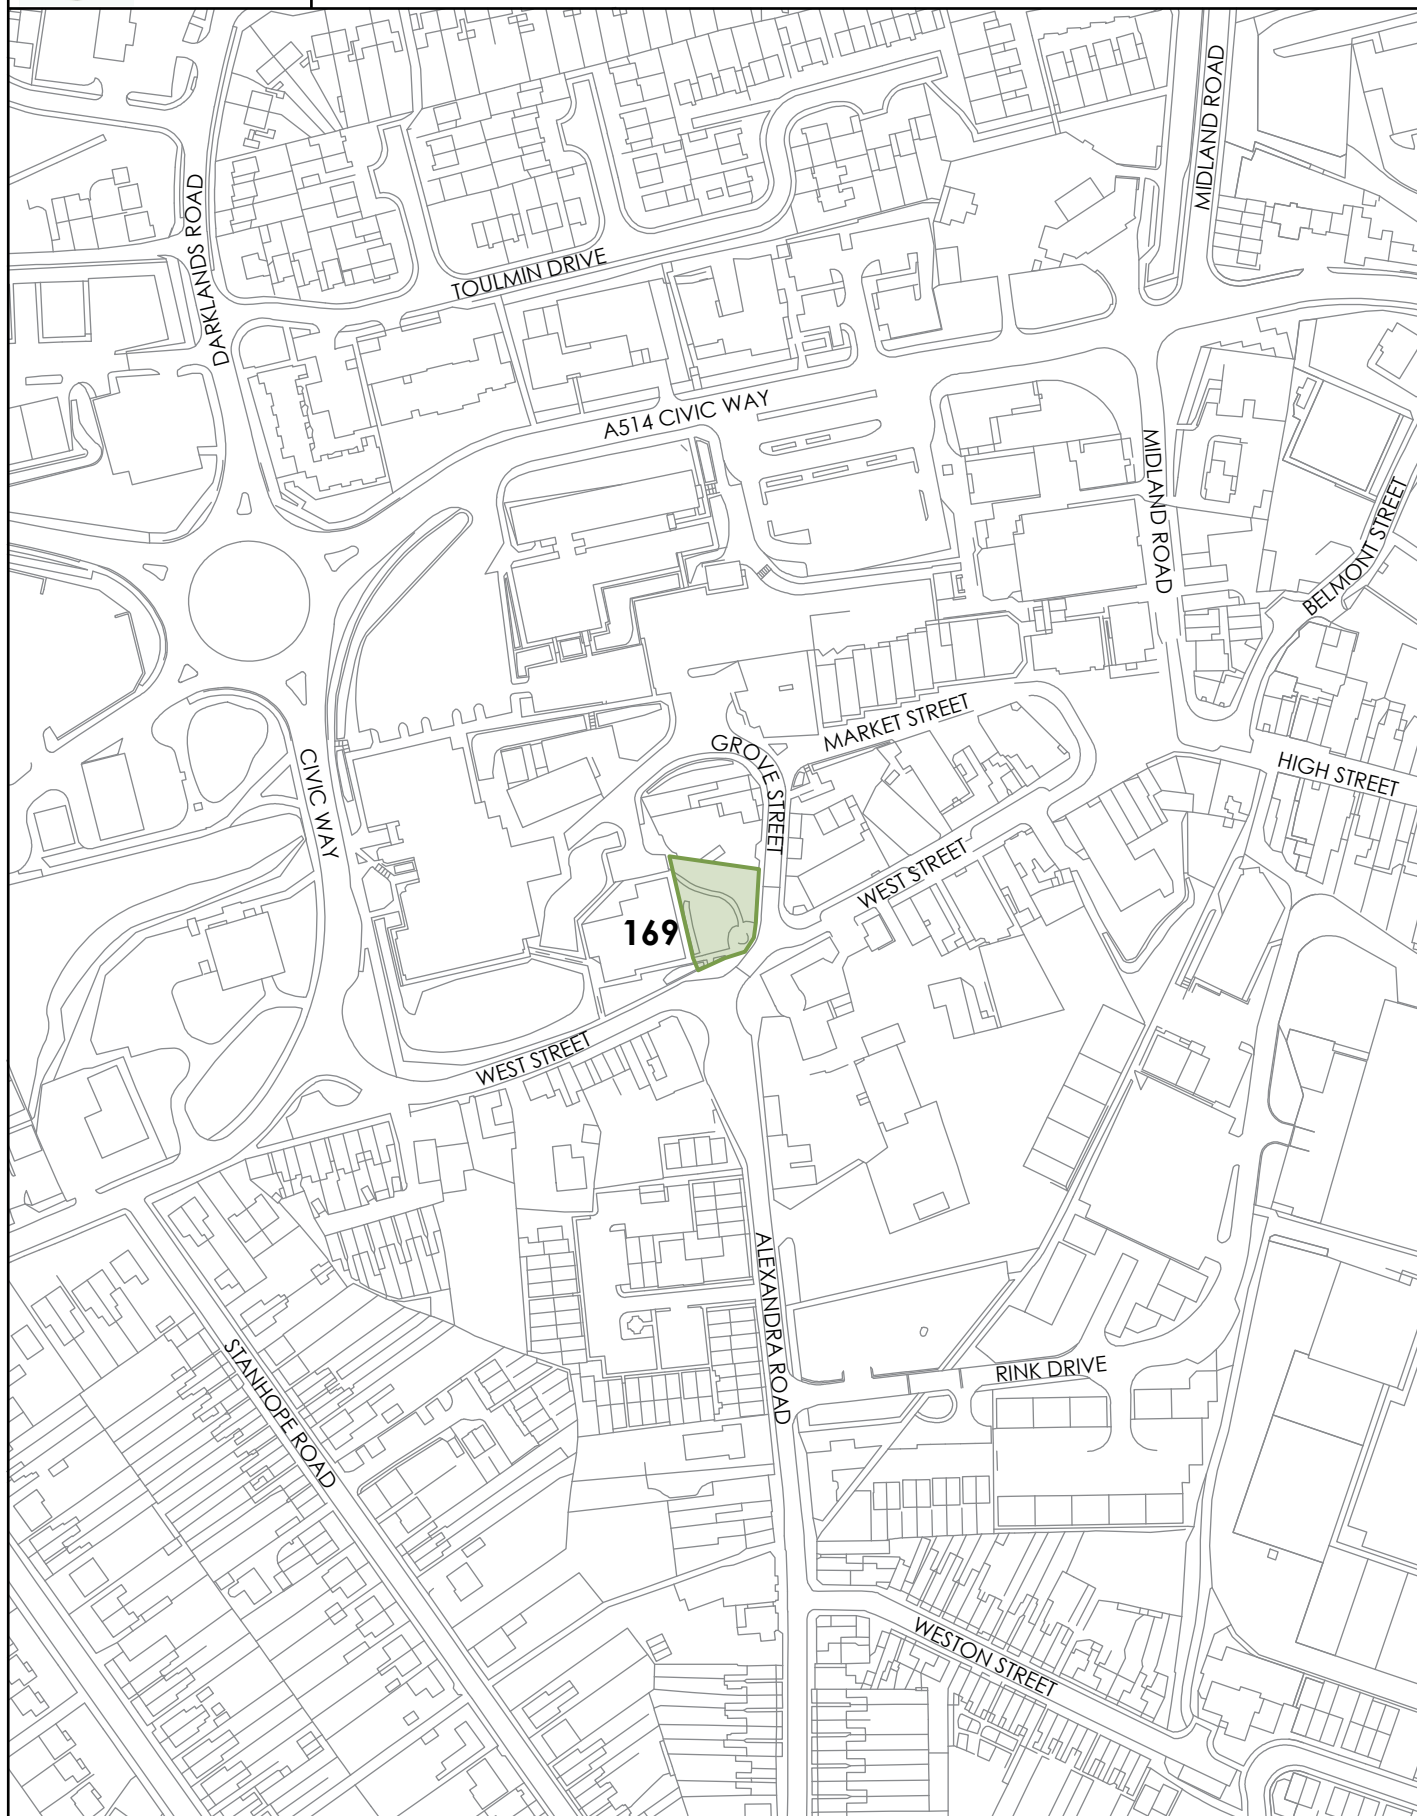 MIDLAND ROAD
DARKLANDS ROAD
TOULMIN DRIVE
A514 CIVIC WAY
MIDLAND ROAD
BELMONT STREET
MARKET STREET
GROVE STREET
CIVIC WAY
HIGH STREET
WEST STREET
169
WEST STREET
ALEXANDRA ROAD
STANHOPE ROAD
RINK DRIVE
WESTON STREET